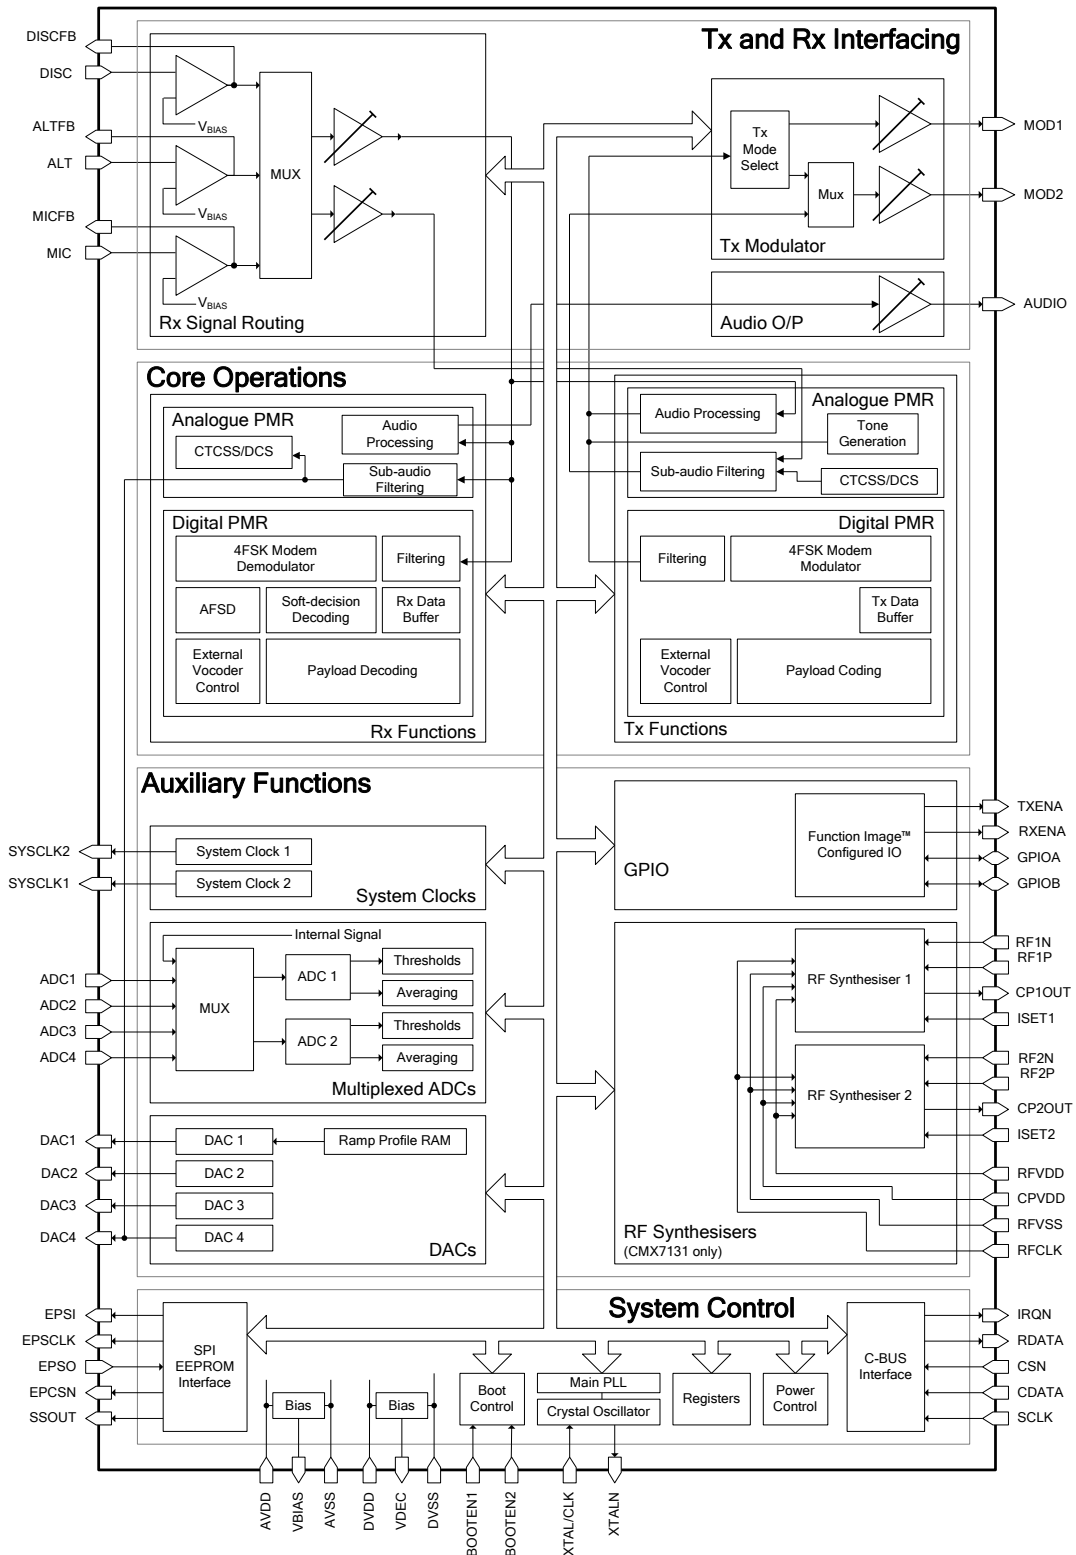 Tx and Rx Interfacing
DISCFB
DISC
ALTFB
ALT
MICFB
MIC
VBIAS
VBIAS
VBIAS
MUX
Rx Signal Routing
Tx
Mode
Select
Mux
Tx Modulator
Audio O/P
MOD1
MOD2
AUDIO
Core Operations
Analogue PMR
CTCSS/DCS
Audio
Processing
Sub-audio
Filtering
Digital PMR
4FSK Modem
Demodulator
Filtering
AFSD
Soft-decision
Decoding
Rx Data
Buffer
External
Vocoder
Control
Payload Decoding
Rx Functions
Analogue PMR
Audio Processing
Tone
Generation
Sub-audio Filtering
CTCSS/DCS
Digital PMR
Filtering
4FSK Modem
Modulator
Tx Data
Buffer
External
Vocoder
Control
Payload Coding
Tx Functions
Auxiliary Functions
SYSCLK2
SYSCLK1
System Clock 1
System Clock 2
System Clocks
Function Image™
Configured IO
GPIO
TXENA
RXENA
GPIOA
GPIOB
Internal Signal
ADC1
ADC2
ADC3
ADC4
MUX
ADC 1
ADC 2
Thresholds
Averaging
Thresholds
Averaging
Multiplexed ADCs
RF Synthesiser 1
RF Synthesiser 2
RF1N
RF1P
CP1OUT
ISET1
RF2N
RF2P
CP2OUT
ISET2
RFVDD
CPVDD
RFVSS
RFCLK
RF Synthesisers
(CMX7131 only)
DAC1
DAC2
DAC3
DAC4
DAC 1
Ramp Profile RAM
DAC 2
DAC 3
DAC 4
DACs
System Control
EPSI
EPSCLK
EPSO
EPCSN
SSOUT
SPI
EEPROM
Interface
Bias
Bias
Boot
Control
Main PLL
Crystal Oscillator
Registers
Power
Control
C-BUS
Interface
IRQN
RDATA
CSN
CDATA
SCLK
AVDD
VBIAS
AVSS
DVDD
VDEC
DVSS
BOOTEN1
BOOTEN2
XTAL/CLK
XTALN